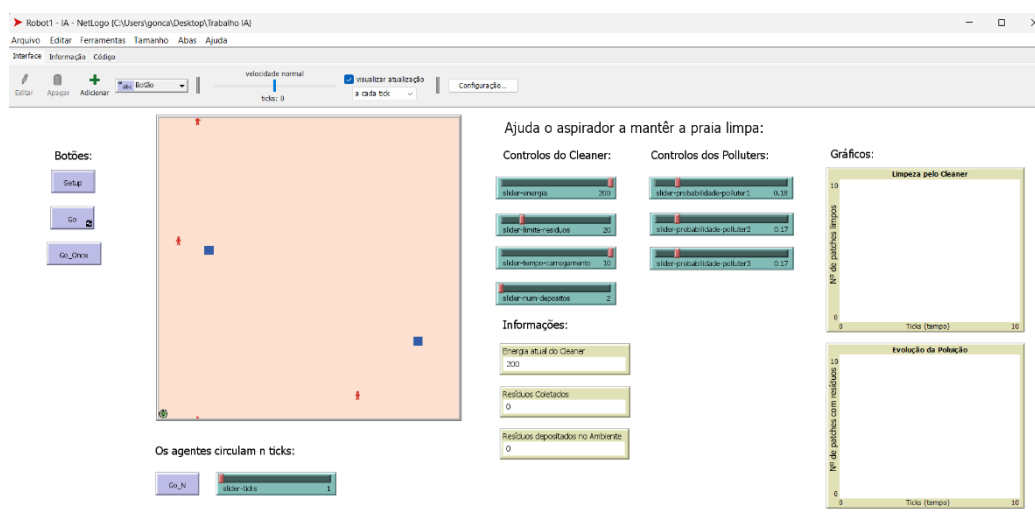 Robot1 - IA - NetLogo {C:\Users\gonca\Desktop\Trabalho IA}
Arquivo Editar Ferramentas Tamanho Abas Ajuda
Interface Informação Código
Editar Apagar Adicionar abc Botão
velocidade normal
ticks: 0
visualizar atualização
a cada tick
Configuração...
Ajuda o aspirador a mantêr a praia limpa:
Botões:
Setup
Go
Go_Once
Controlos do Cleaner:
slider-energia 200
slider-limite-residuos 20
slider-tempo-carregamento 10
slider-num-depositos 2
Controlos dos Polluters:
slider-probabilidade-polluter1 0.18
slider-probabilidade-polluter2 0.17
slider-probabilidade-polluter3 0.17
Informações:
Energia atual do Cleaner
200
Resíduos Coletados
0
Resíduos depositados no Ambiente
0
Gráficos:
Limpeza pelo Cleaner
Nº de patches limpos
10
0
0 Ticks (tempo) 10
Evolução da Poluição
Nº de patches com resíduos
10
0
0 Ticks (tempo) 10
Os agentes circulam n ticks:
Go_N
slider-ticks 1